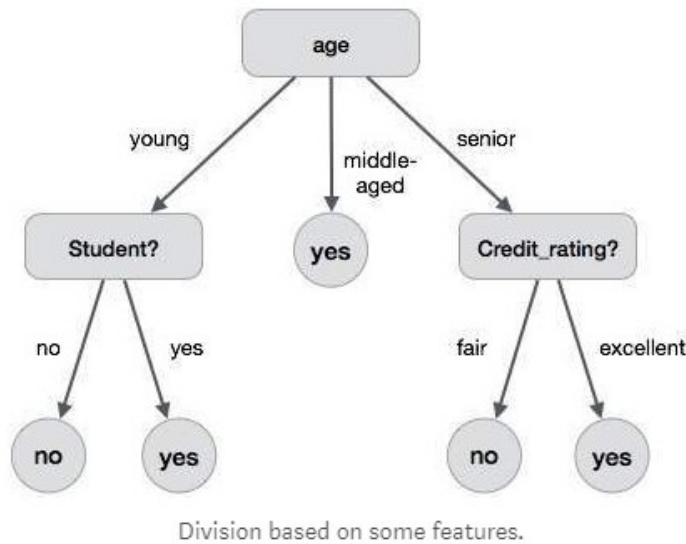 age
young
middle-
aged
senior
Student?
yes
Credit_rating?
no
yes
fair
excellent
no
yes
no
yes
Division based on some features.